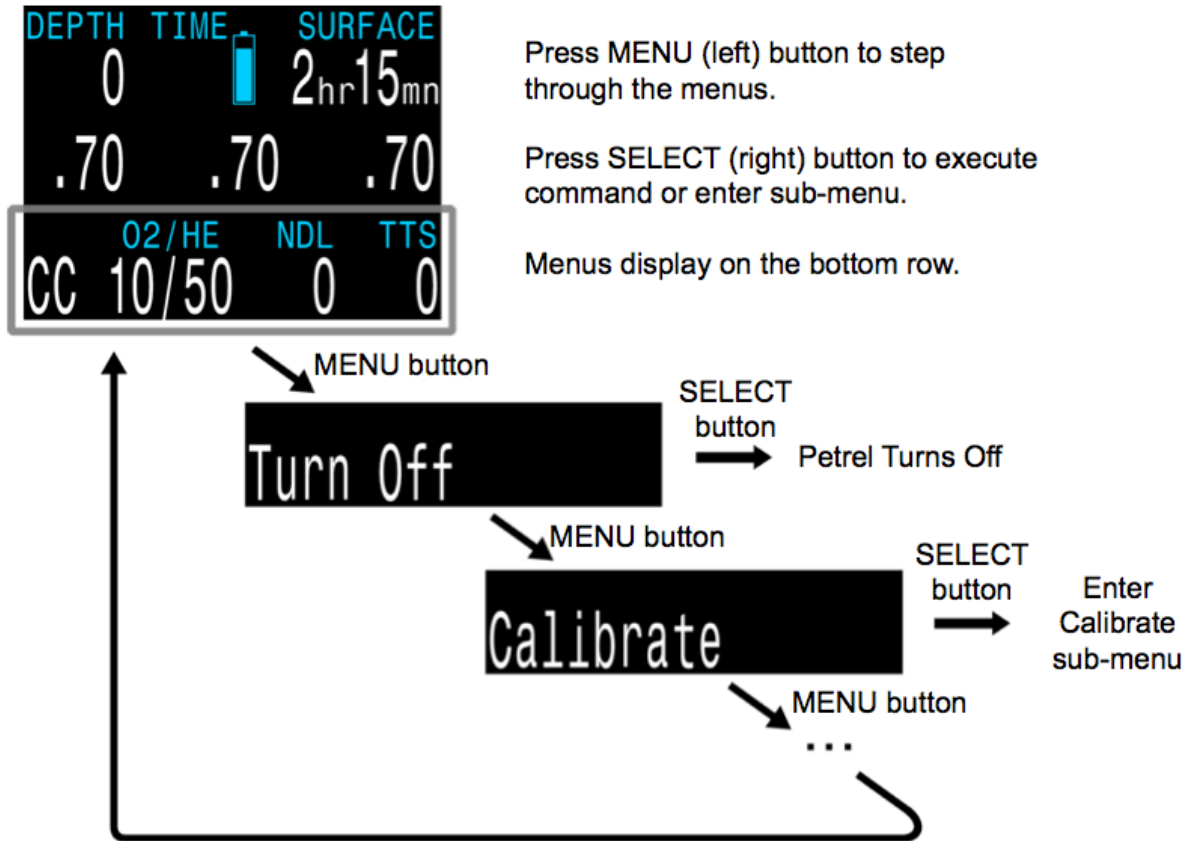 DEPTH TIME SURFACE
0 2hr15mn
.70 .70 .70
O2/HE NDL TTS
CC 10/50 0 0
Press MENU (left) button to step
through the menus.
Press SELECT (right) button to execute
command or enter sub-menu.
Menus display on the bottom row.
MENU button
Turn Off
SELECT
button
Petrel Turns Off
MENU button
Calibrate
SELECT
button
Enter
Calibrate
sub-menu
MENU button
...